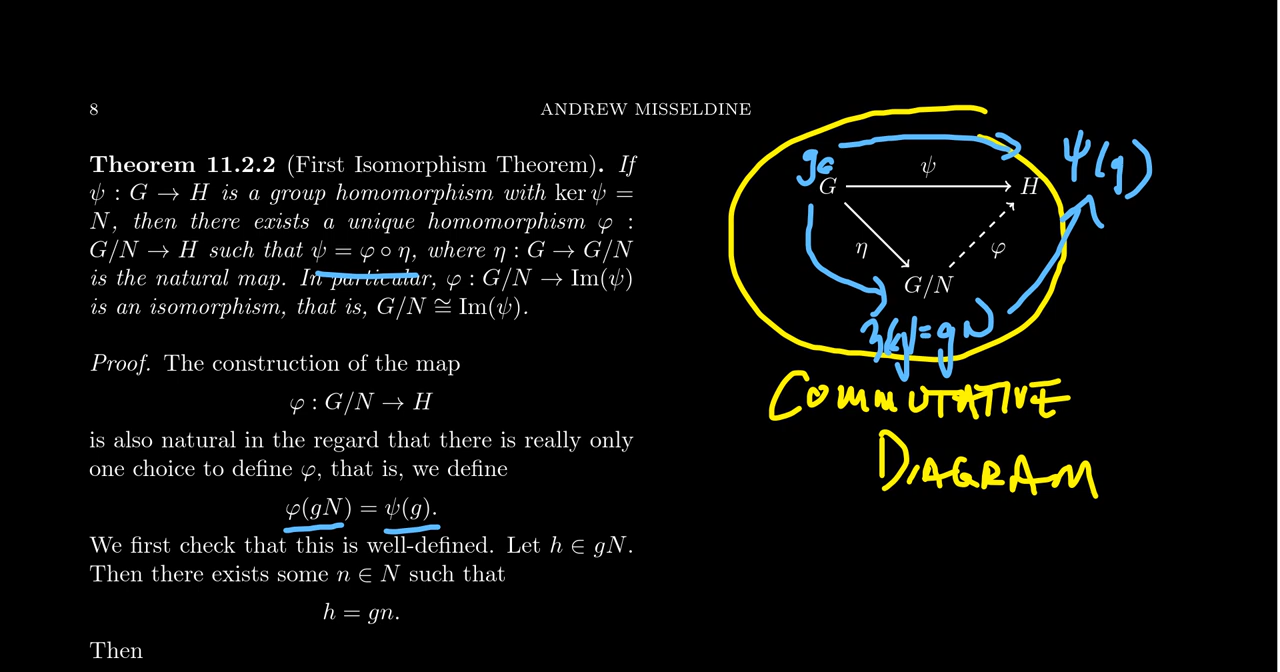 8
ANDREW MISSELDINE
Theorem 11.2.2 (First Isomorphism Theorem). If
ψ : G → H is a group homomorphism with ker ψ =
N, then there exists a unique homomorphism φ :
G/N → H such that ψ = φ ∘ η, where η : G → G/N
is the natural map. In particular, φ : G/N → Im(ψ)
is an isomorphism, that is, G/N ≅ Im(ψ).
Proof. The construction of the map
φ : G/N → H
is also natural in the regard that there is really only
one choice to define φ, that is, we define
φ(gN) = ψ(g).
We first check that this is well-defined. Let h ∈ gN.
Then there exists some n ∈ N such that
h = gn.
Then
ψ(g)
ψ
G
H
η
φ
G/N
η(g) = gN
COMMUTATIVE
DIAGRAM